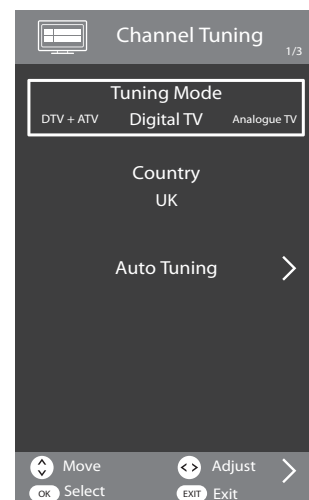 Channel Tuning
1/3
Tuning Mode
DTV + ATV Digital TV Analogue TV
Country
UK
Auto Tuning
Move Adjust
OK Select EXIT Exit